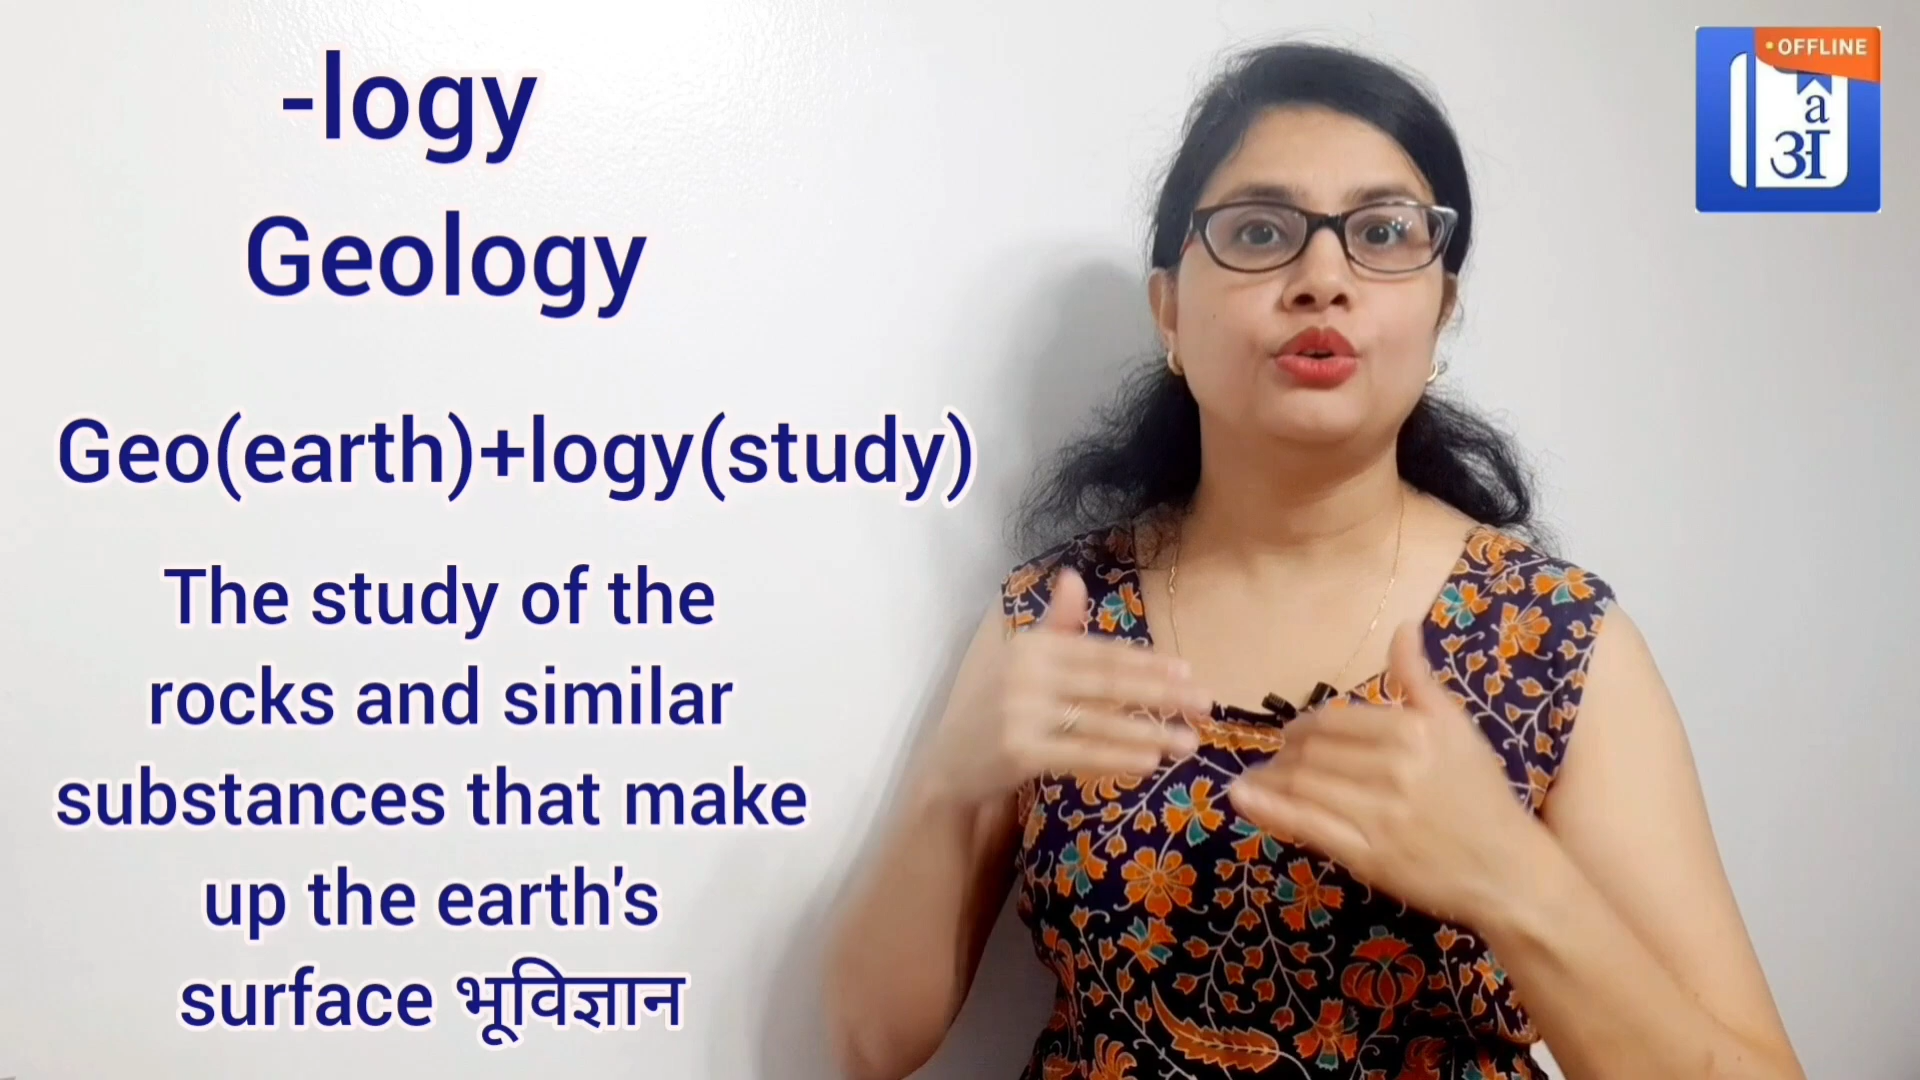 -logy
Geology
Geo(earth)+logy(study)
The study of the
rocks and similar
substances that make
up the earth's
surface भूविज्ञान
• OFFLINE
a
अ